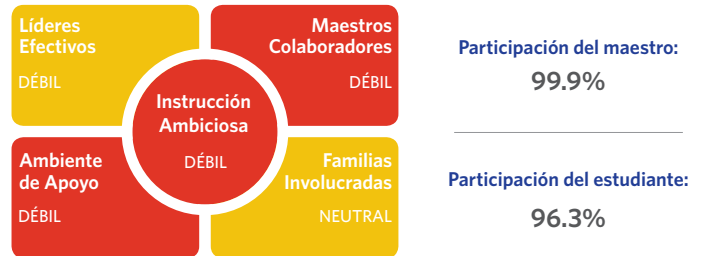 Líderes
Efectivos
DÉBIL
Maestros
Colaboradores
DÉBIL
Instrucción
Ambiciosa
DÉBIL
Ambiente
de Apoyo
DÉBIL
Familias
Involucradas
NEUTRAL
Participación del maestro:
99.9%
Participación del estudiante:
96.3%